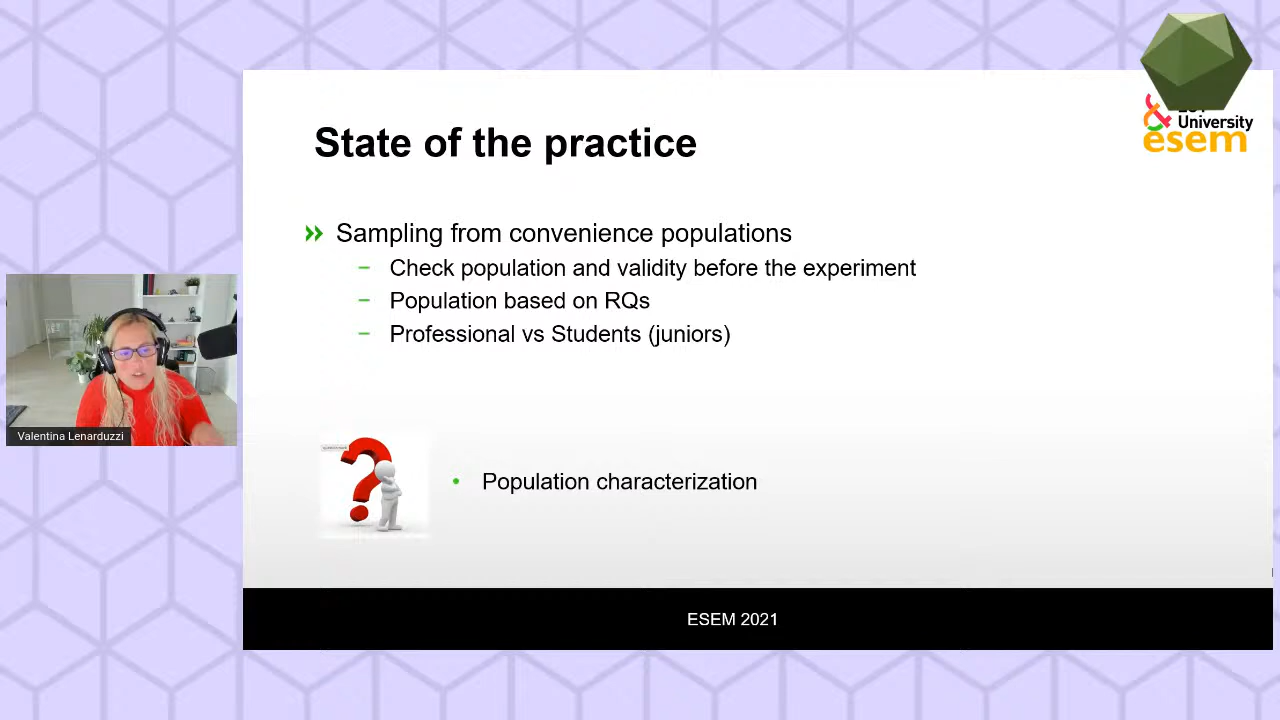 State of the practice
University
esem
Sampling from convenience populations
Check population and validity before the experiment
Population based on RQs
Professional vs Students (juniors)
Valentina Lenarduzzi
Population characterization
ESEM 2021